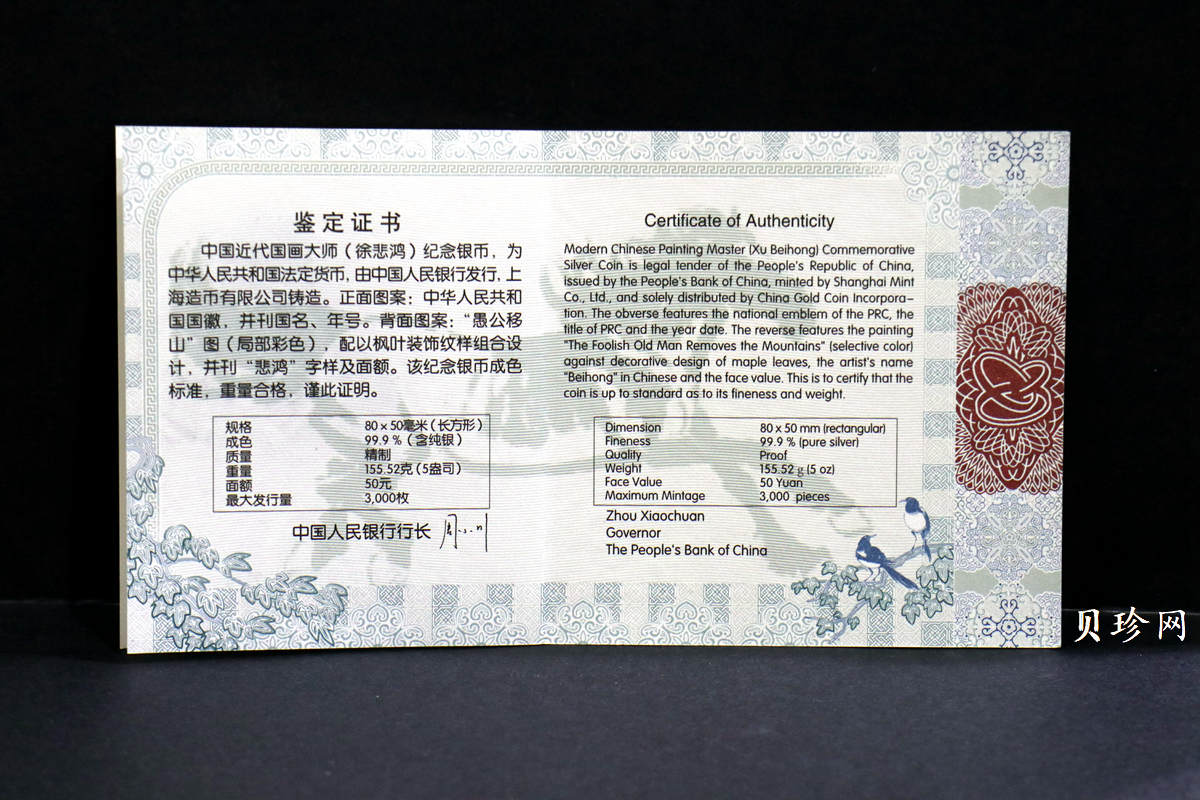 鉴定证书
中国近代国画大师（徐悲鸿）纪念银币，为
中华人民共和国法定货币，由中国人民银行发行，上
海造币有限公司铸造。正面图案：中华人民共和
国国徽，并刊国名、年号。背面图案：“愚公移
山”图（局部彩色），配以枫叶装饰纹样组合设
计，并刊“悲鸿”字样及面额。该纪念银币成色
标准，重量合格，谨此证明。
规格 80×50毫米（长方形）
成色 99.9％（含纯银）
质量 精制
重量 155.52克（5盎司）
面额 50元
最大发行量 3,000枚
中国人民银行行长
Certificate of Authenticity
Modern Chinese Painting Master (Xu Beihong) Commemorative
Silver Coin is legal tender of the People's Republic of China,
issued by the People's Bank of China, minted by Shanghai Mint
Co., Ltd., and solely distributed by China Gold Coin Incorpora-
tion. The obverse features the national emblem of the PRC, the
title of PRC and the year date. The reverse features the painting
"The Foolish Old Man Removes the Mountains" (selective color)
against decorative design of maple leaves, the artist's name
"Beihong" in Chinese and the face value. This is to certify that the
coin is up to standard as to its fineness and weight.
Dimension 80 x 50 mm (rectangular)
Fineness 99.9 % (pure silver)
Quality Proof
Weight 155.52 g (5 oz)
Face Value 50 Yuan
Maximum Mintage 3,000 pieces
Zhou Xiaochuan
Governor
The People's Bank of China
贝珍网